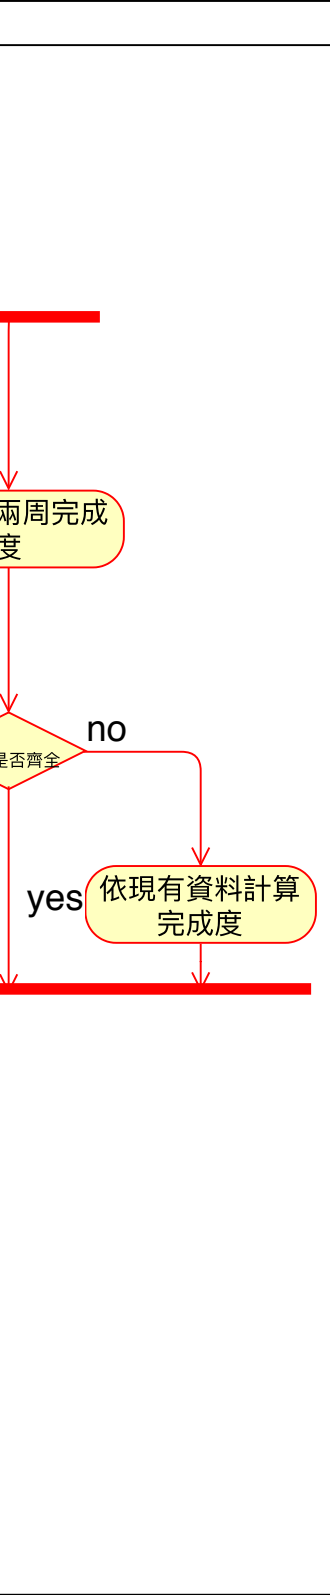 兩周完成
度
no
是否齊全
yes
依現有資料計算
完成度